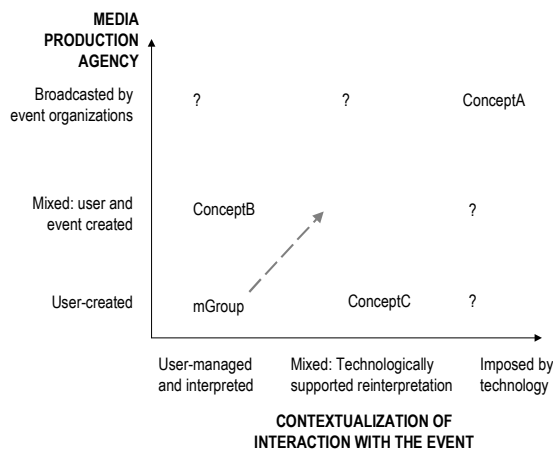 MEDIA
PRODUCTION
AGENCY
Broadcasted by
event organizations
? ? ConceptA
Mixed: user and
event created
ConceptB ?
User-created
mGroup ConceptC ?
User-managed
and interpreted
Mixed: Technologically
supported reinterpretation
Imposed by
technology
CONTEXTUALIZATION OF
INTERACTION WITH THE EVENT